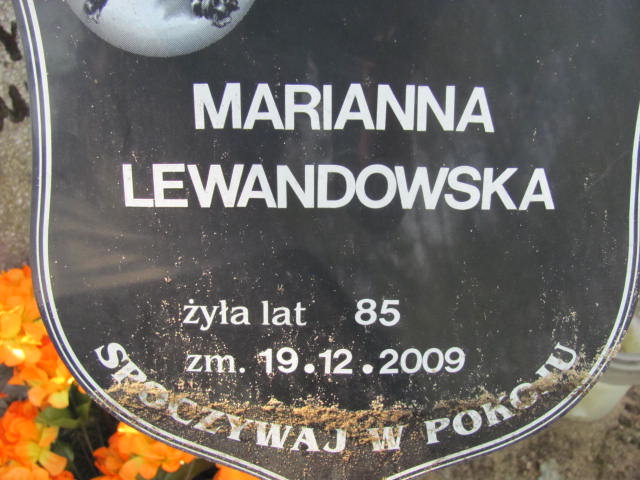 MARIANNA
LEWANDOWSKA
żyła lat 85
zm. 19.12.2009
SPOCZYWAJ W POKOJU